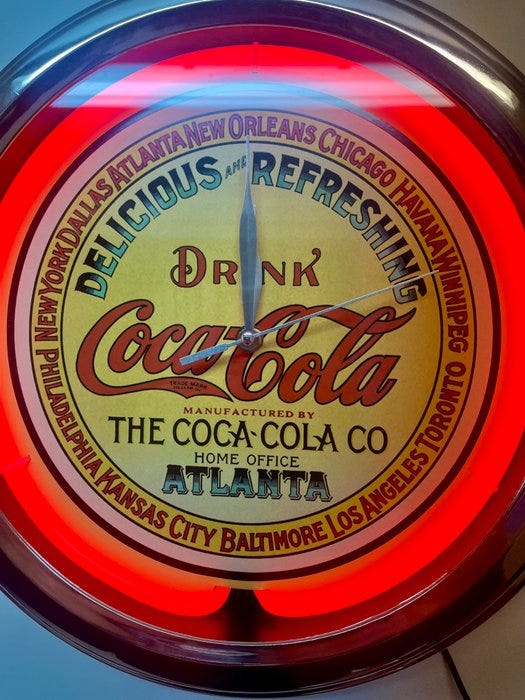 NEW YORK DALLAS ATLANTA NEW ORLEANS CHICAGO HAVANA WINNIPEG TORONTO LOS ANGELES BALTIMORE KANSAS CITY PHILADELPHIA
DELICIOUS AND REFRESHING
DRINK
Coca-Cola
TRADE MARK
MANUFACTURED BY
THE COCA-COLA CO
HOME OFFICE
ATLANTA